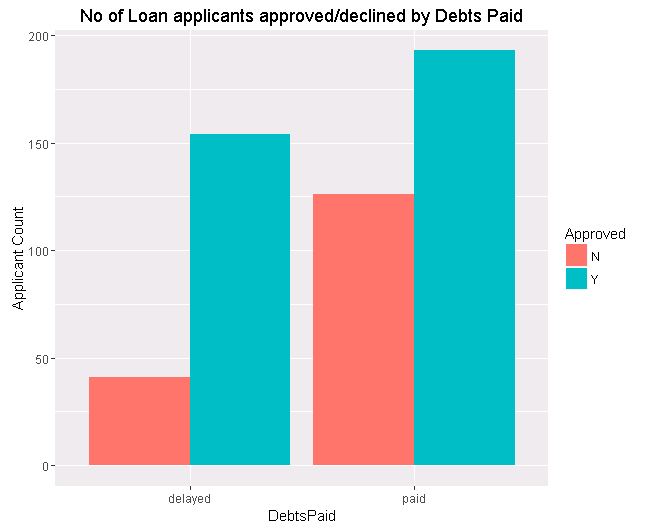 No of Loan applicants approved/declined by Debts Paid
200
150
100
50
0
Applicant Count
delayed
paid
DebtsPaid
Approved
N
Y